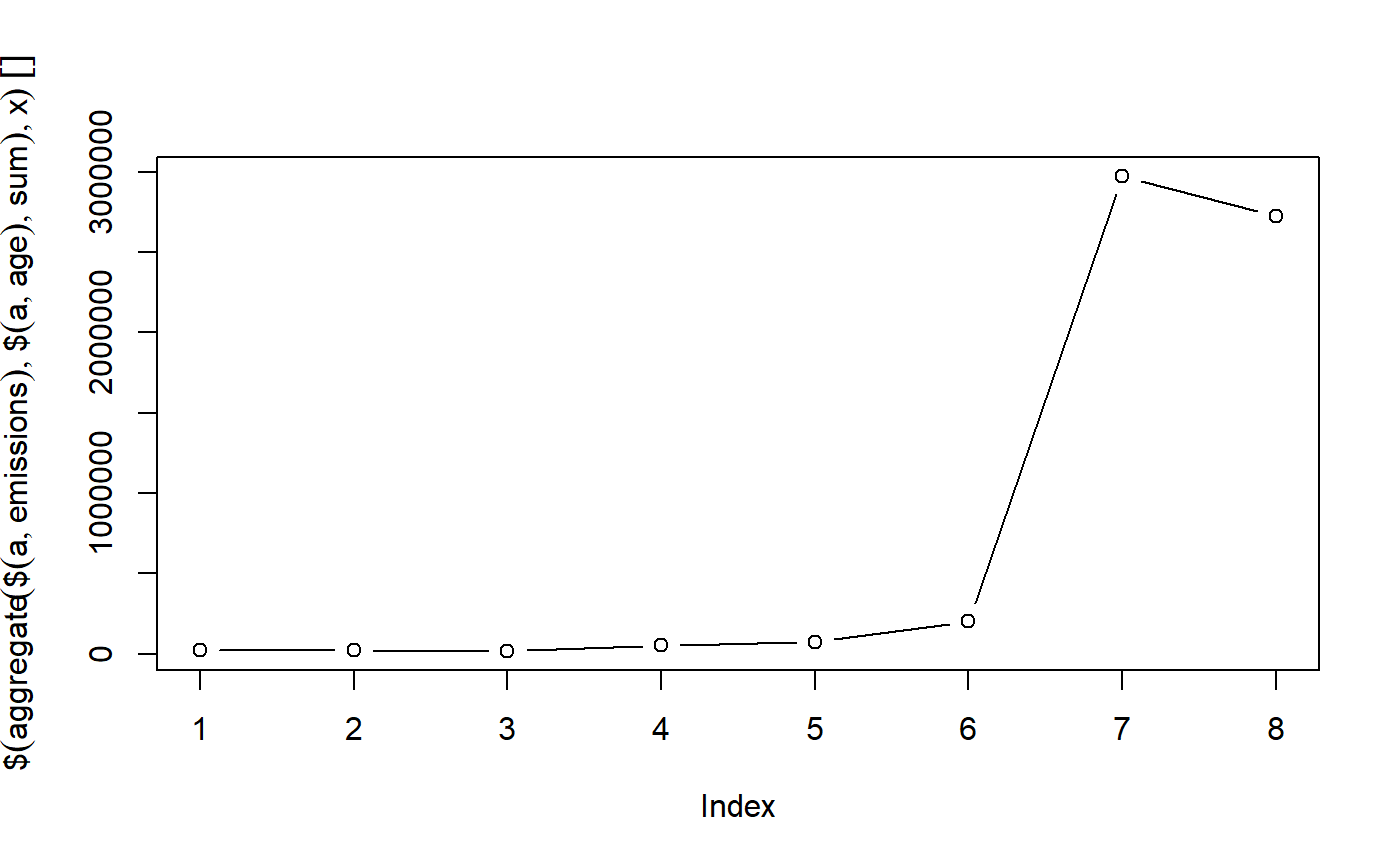 $(aggregate($(a, emissions), $(a, age), sum), x) []
3000000
2000000
1000000
0
1 2 3 4 5 6 7 8
Index